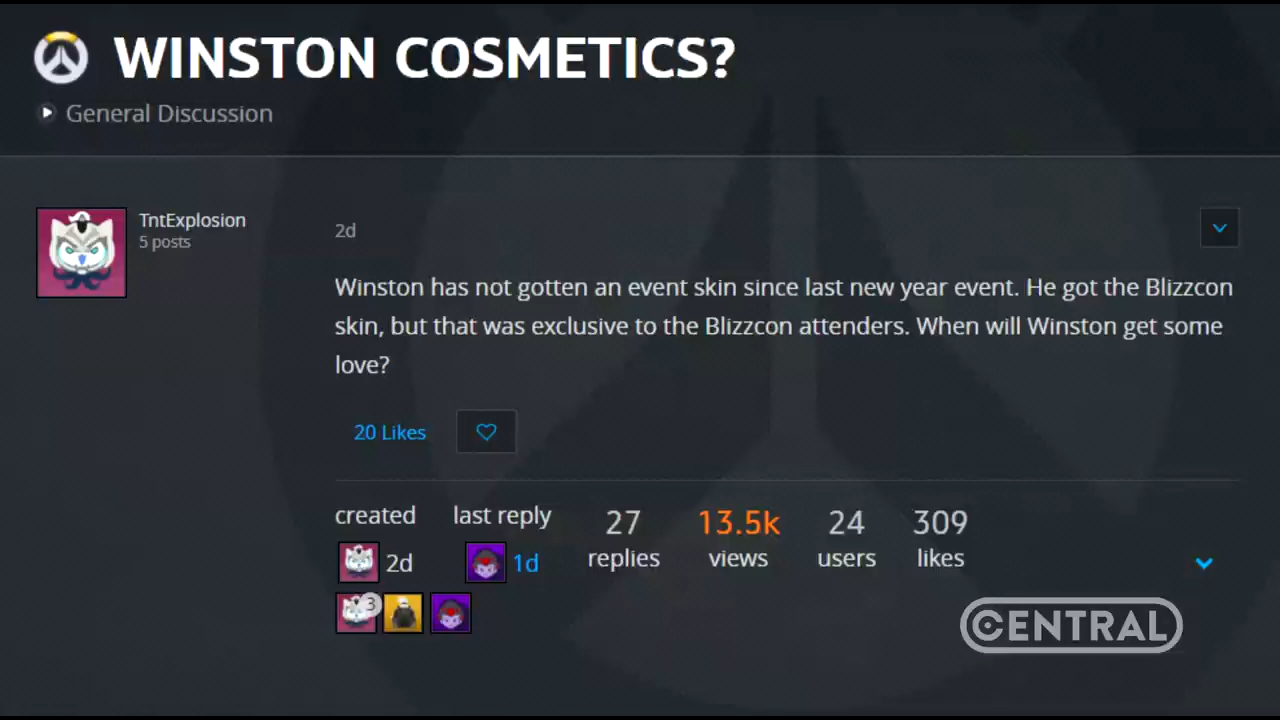 WINSTON COSMETICS?
General Discussion
TntExplosion
5 posts
2d
Winston has not gotten an event skin since last new year event. He got the Blizzcon
skin, but that was exclusive to the Blizzcon attenders. When will Winston get some
love?
20 Likes
created
2d
last reply
1d
27
replies
13.5k
views
24
users
309
likes
3
CENTRAL